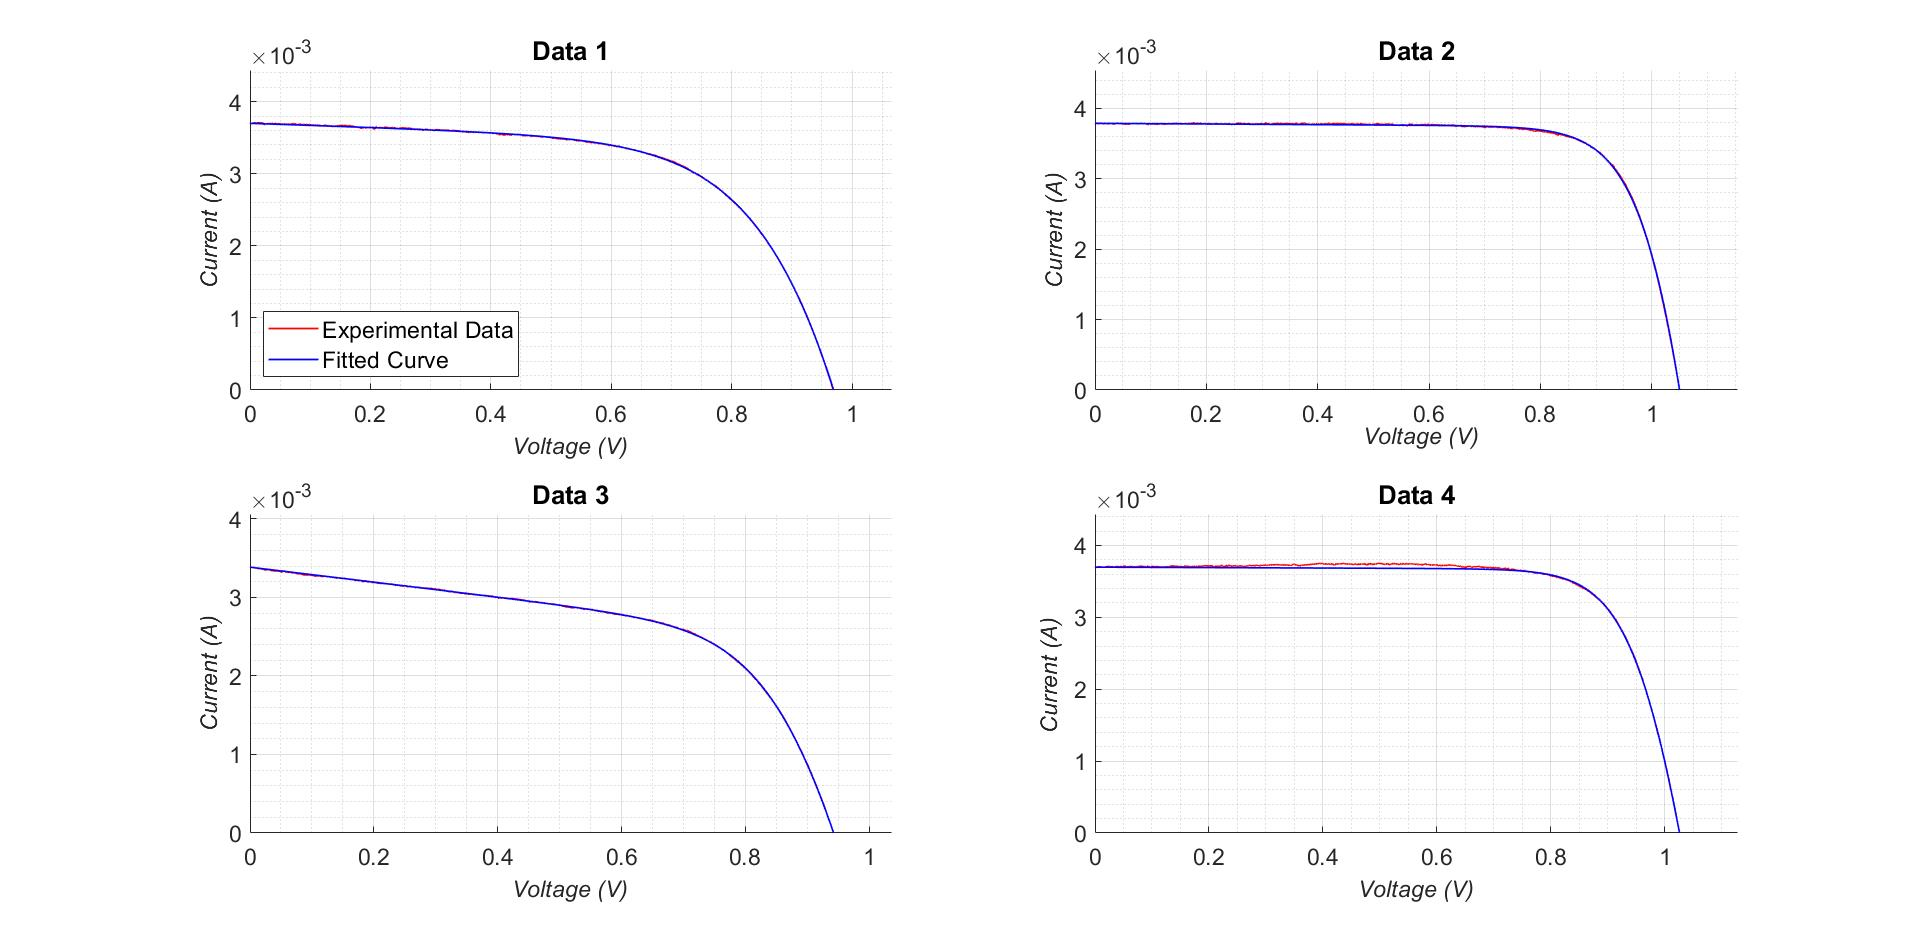 Data 1
×10-3
4
3
2
1
0
Current (A)
Experimental Data
Fitted Curve
0 0.2 0.4 0.6 0.8 1
Voltage (V)
Data 2
×10-3
4
3
2
1
0
Current (A)
0 0.2 0.4 0.6 0.8 1
Voltage (V)
Data 3
×10-3
4
3
2
1
0
Current (A)
0 0.2 0.4 0.6 0.8 1
Voltage (V)
Data 4
×10-3
4
3
2
1
0
Current (A)
0 0.2 0.4 0.6 0.8 1
Voltage (V)